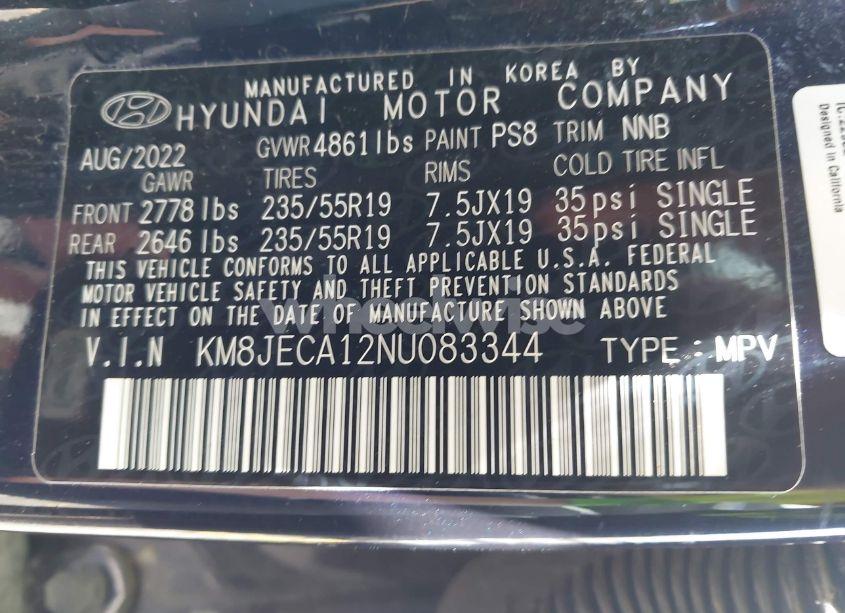 MANUFACTURED IN KOREA BY
HYUNDAI MOTOR COMPANY
AUG/2022 GVWR 4861lbs PAINT PS8 TRIM NNB
GAWR TIRES RIMS COLD TIRE INFL
FRONT 2778 lbs 235/55R19 7.5JX19 35psi SINGLE
REAR 2646 lbs 235/55R19 7.5JX19 35psi SINGLE
THIS VEHICLE CONFORMS TO ALL APPLICABLE U.S.A. FEDERAL
MOTOR VEHICLE SAFETY AND THEFT PREVENTION STANDARDS
IN EFFECT ON THE DATE OF MANUFACTURE SHOWN ABOVE
V.I.N KM8JECA12NU083344 TYPE : MPV
wheelwise
Designed in California